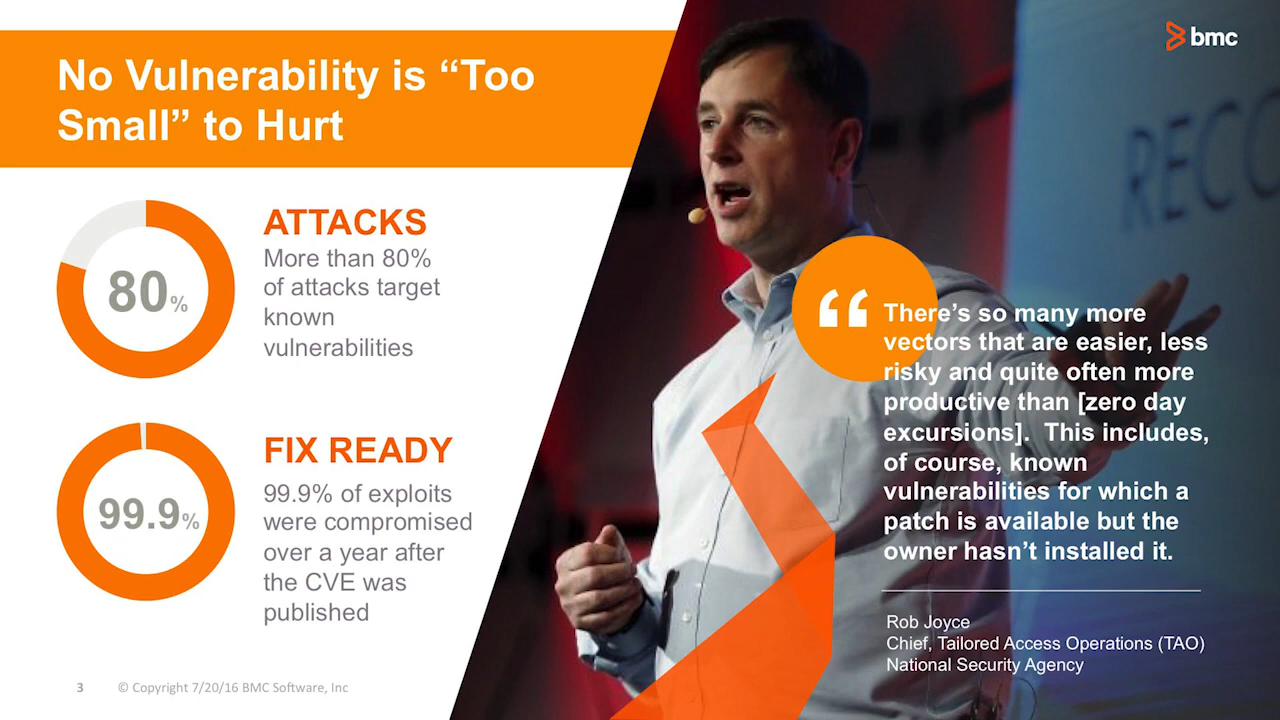 No Vulnerability is “Too
Small” to Hurt
80%
ATTACKS
More than 80%
of attacks target
known
vulnerabilities
99.9%
FIX READY
99.9% of exploits
were compromised
over a year after
the CVE was
published
3 © Copyright 7/20/16 BMC Software, Inc
bmc
RECO
“
There’s so many more
vectors that are easier, less
risky and quite often more
productive than [zero day
excursions].  This includes,
of course, known
vulnerabilities for which a
patch is available but the
owner hasn’t installed it.
Rob Joyce
Chief, Tailored Access Operations (TAO)
National Security Agency